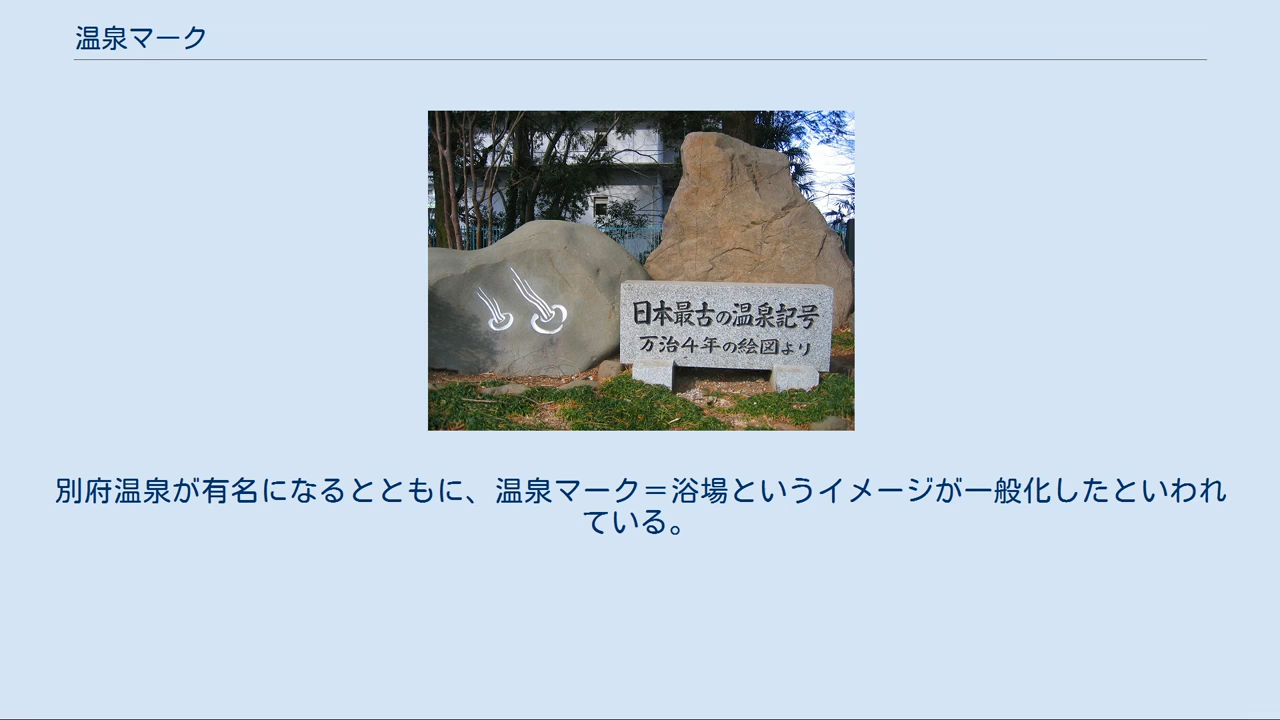 温泉マーク
日本最古の温泉記号
万治4年の絵図より
別府温泉が有名になるとともに、温泉マーク＝浴場というイメージが一般化したといわれ
ている。